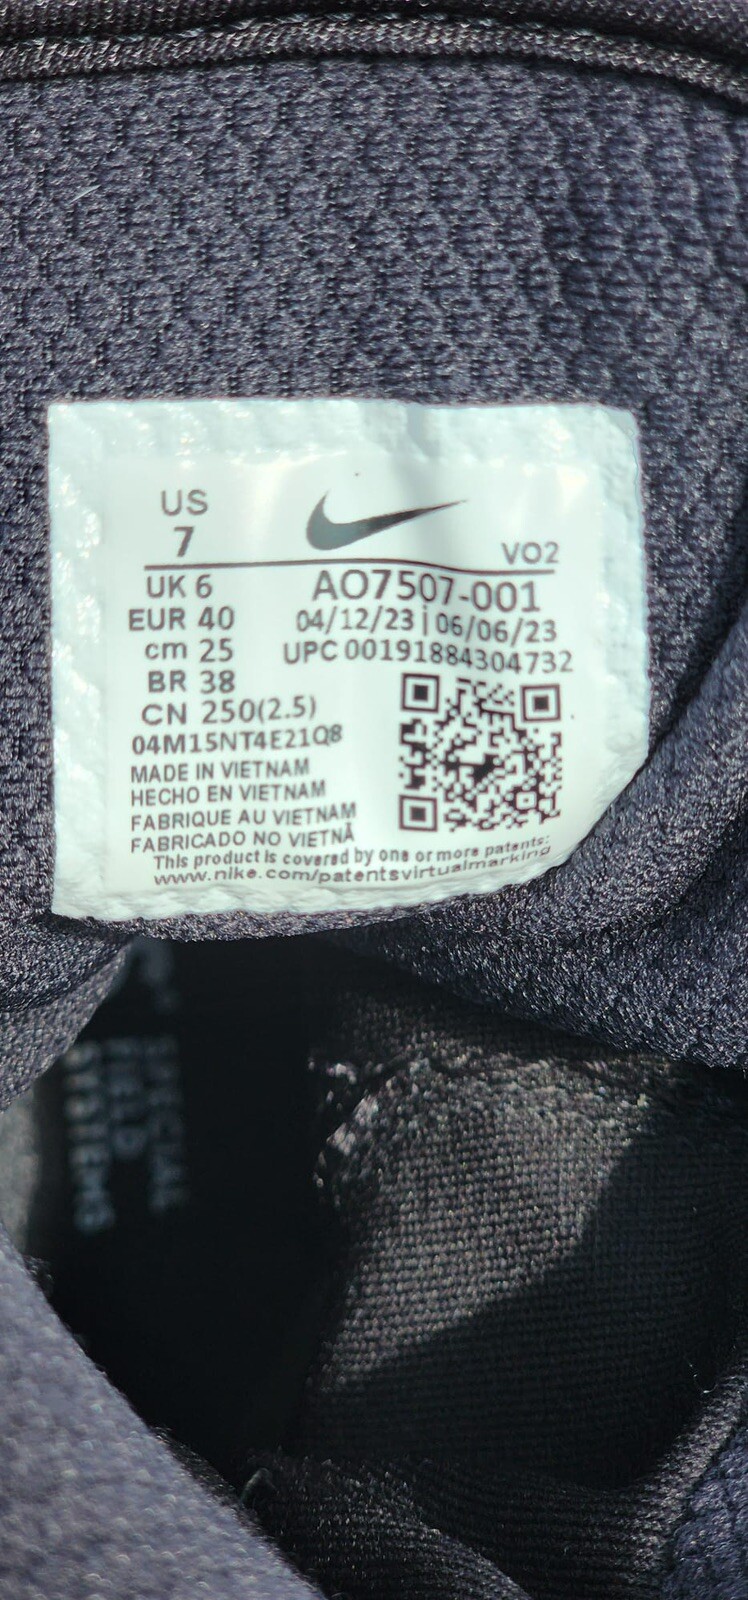 US
7
VO2
UK 6
AO7507-001
EUR 40
04/12/23 | 06/06/23
cm 25
UPC 00191884304732
BR 38
CN 250(2.5)
04M15NT4E21Q8
MADE IN VIETNAM
HECHO EN VIETNAM
FABRIQUE AU VIETNAM
FABRICADO NO VIETNÃ
This product is covered by one or more patents:
www.nike.com/patentsvirtualmarking
SPECIAL
FIELD
SYSTEMS